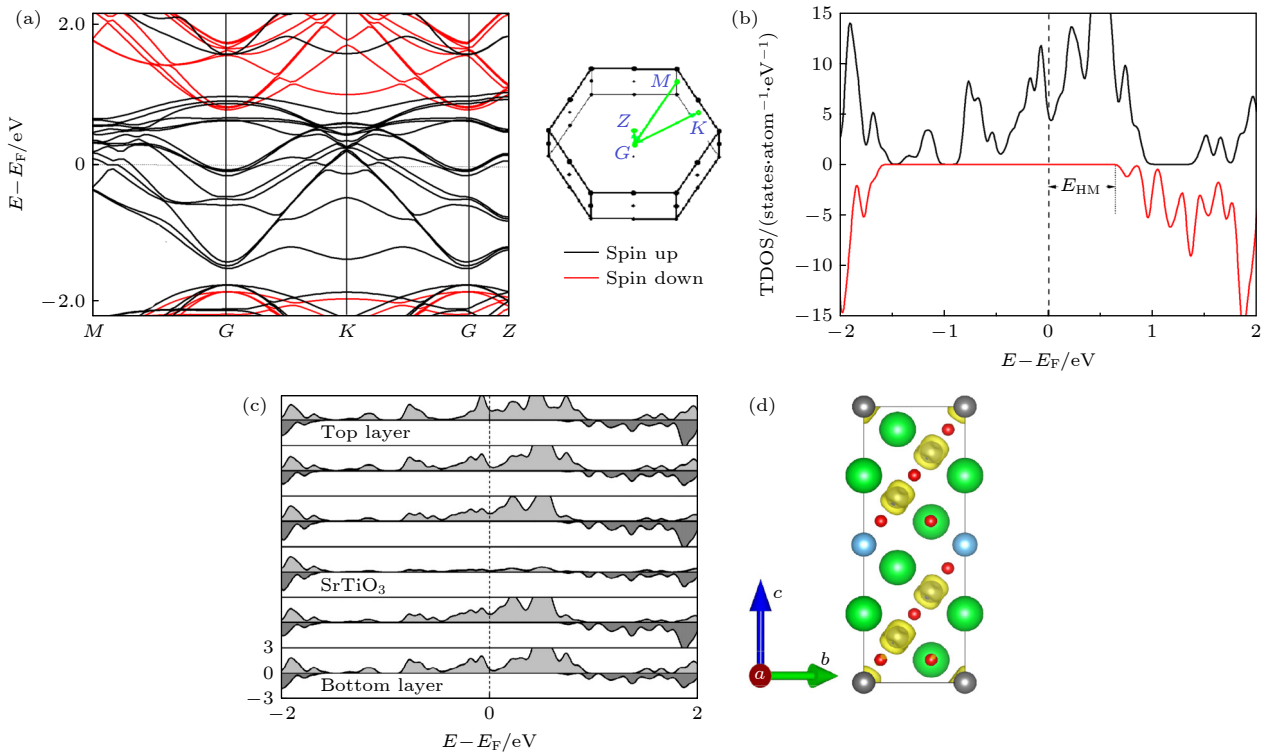 (a)
2.0
0
−2.0
E−E_F/eV
M G K G Z
M
Z
K
G
Spin up
Spin down
(b)
15
10
5
0
−5
−10
−15
TDOS/(states·atom⁻¹·eV⁻¹)
E_HM
−2 −1 0 1 2
E−E_F/eV
(c)
Top layer
SrTiO₃
3
0
−3
Bottom layer
−2 0 2
E−E_F/eV
(d)
c
b
a